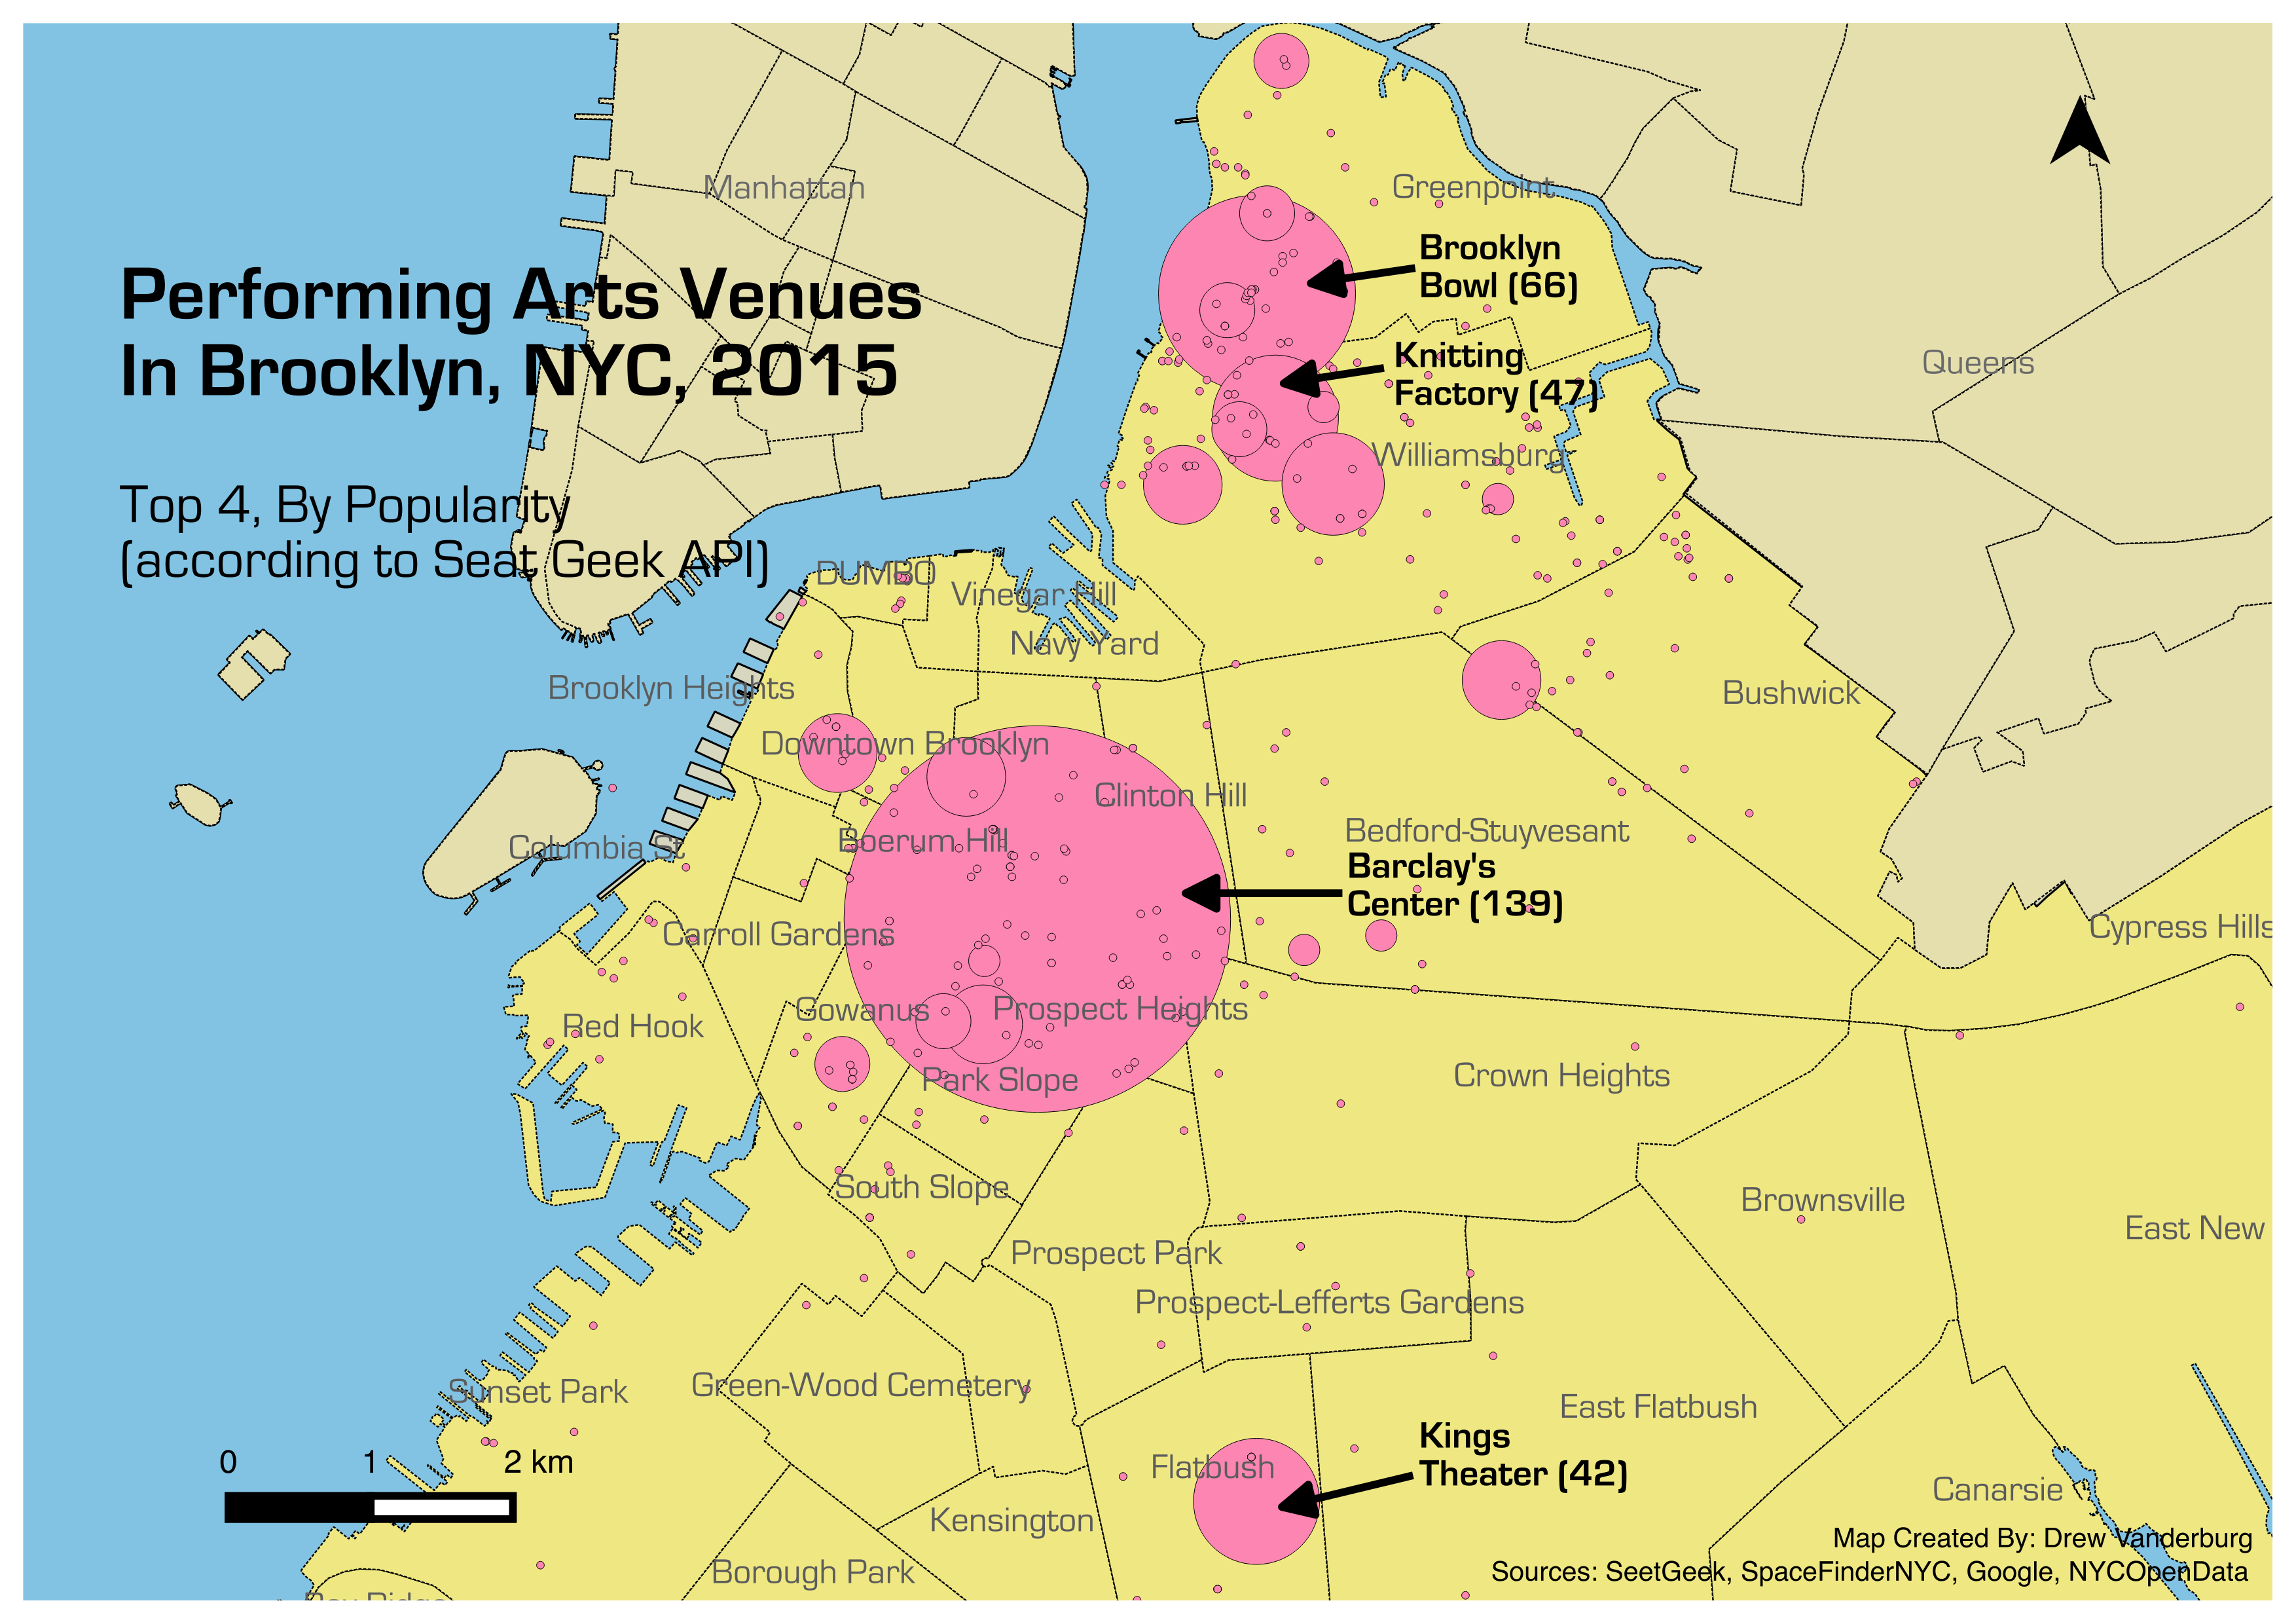 Manhattan
Greenpoint
Brooklyn
Bowl (66)
Performing Arts Venues
In Brooklyn, NYC, 2015
Knitting
Factory (47)
Queens
Williamsburg
Top 4, By Popularity
(according to Seat Geek API)
DUMBO
Vinegar Hill
Navy Yard
Brooklyn Heights
Bushwick
Downtown Brooklyn
Clinton Hill
Bedford-Stuyvesant
Boerum Hill
Columbia St
Barclay's
Center (139)
Cypress Hills
Carroll Gardens
Gowanus
Prospect Heights
Red Hook
Crown Heights
Park Slope
South Slope
Brownsville
East New
Prospect Park
Prospect-Lefferts Gardens
Green-Wood Cemetery
Sunset Park
East Flatbush
Kings
Theater (42)
Flatbush
0 1 2 km
Canarsie
Kensington
Map Created By: Drew Vanderburg
Borough Park
Sources: SeetGeek, SpaceFinderNYC, Google, NYCOpenData